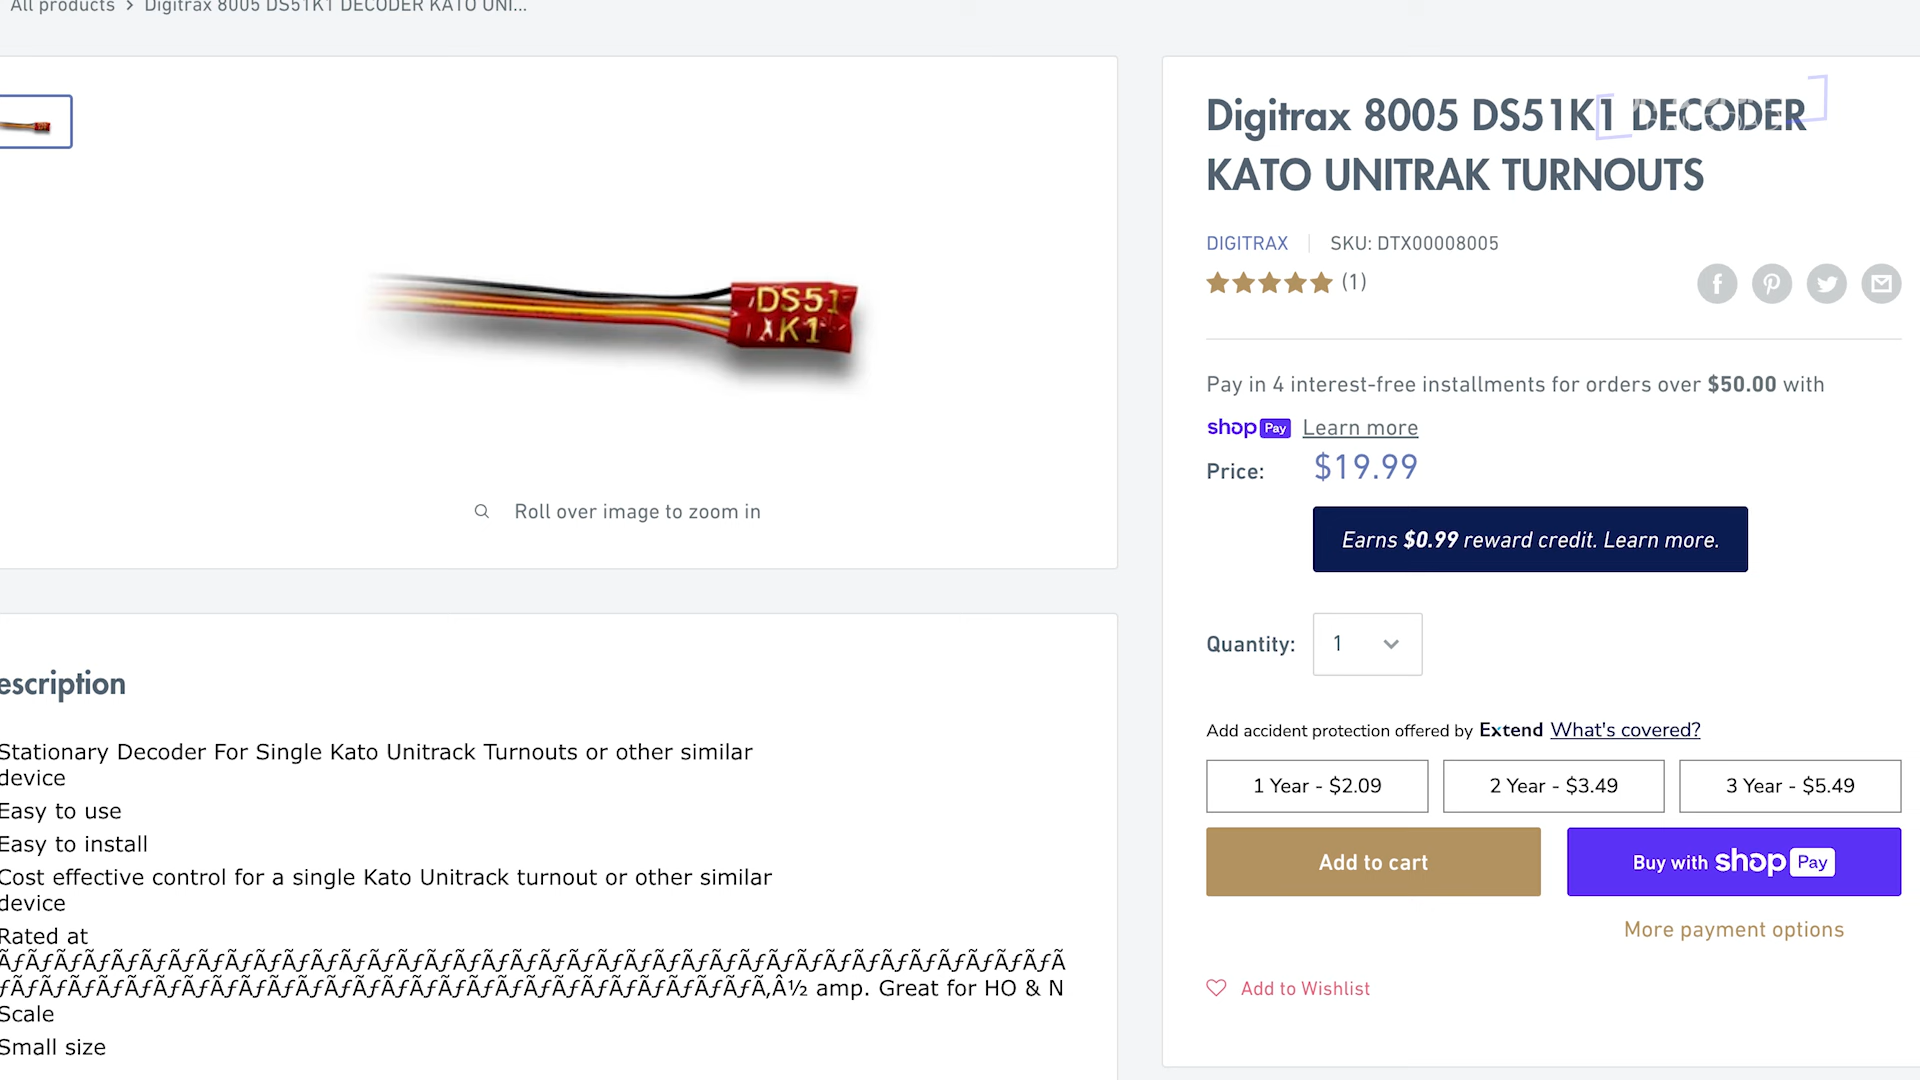 All products > Digitrax 8005 DS51K1 DECODER KATO UNI...
Digitrax 8005 DS51K1 DECODER
KATO UNITRAK TURNOUTS
DIGITRAX | SKU: DTX00008005
(1)
Pay in 4 interest-free installments for orders over $50.00 with
shop Pay Learn more
Price: $19.99
Earns $0.99 reward credit. Learn more.
Quantity: 1
Add accident protection offered by Extend What's covered?
1 Year - $2.09
2 Year - $3.49
3 Year - $5.49
Add to cart
Buy with shop Pay
More payment options
Add to Wishlist
DS51
K1
Roll over image to zoom in
escription
Stationary Decoder For Single Kato Unitrack Turnouts or other similar
device
Easy to use
Easy to install
Cost effective control for a single Kato Unitrack turnout or other similar
device
Rated at
½ amp. Great for HO & N
Scale
Small size